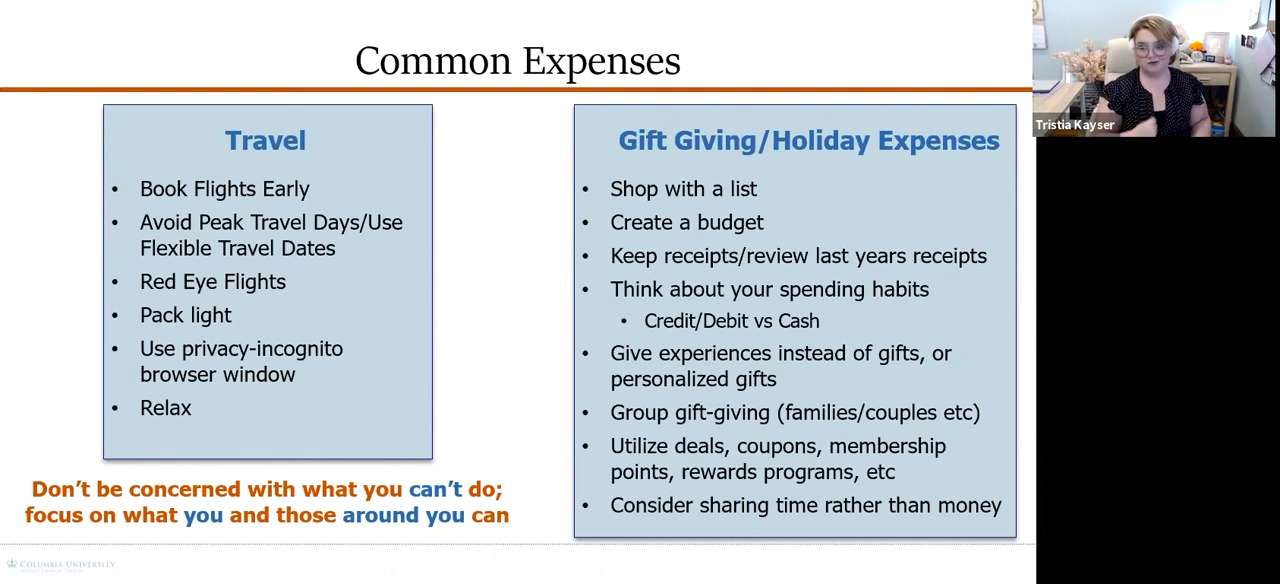 Common Expenses
Travel
• Book Flights Early
• Avoid Peak Travel Days/Use
Flexible Travel Dates
• Red Eye Flights
• Pack light
• Use privacy-incognito
browser window
• Relax
Don't be concerned with what you can't do;
focus on what you and those around you can
Gift Giving/Holiday Expenses
• Shop with a list
• Create a budget
• Keep receipts/review last years receipts
• Think about your spending habits
• Credit/Debit vs Cash
• Give experiences instead of gifts, or
personalized gifts
• Group gift-giving (families/couples etc)
• Utilize deals, coupons, membership
points, rewards programs, etc
• Consider sharing time rather than money
Tristia Kayser
COLUMBIA UNIVERSITY